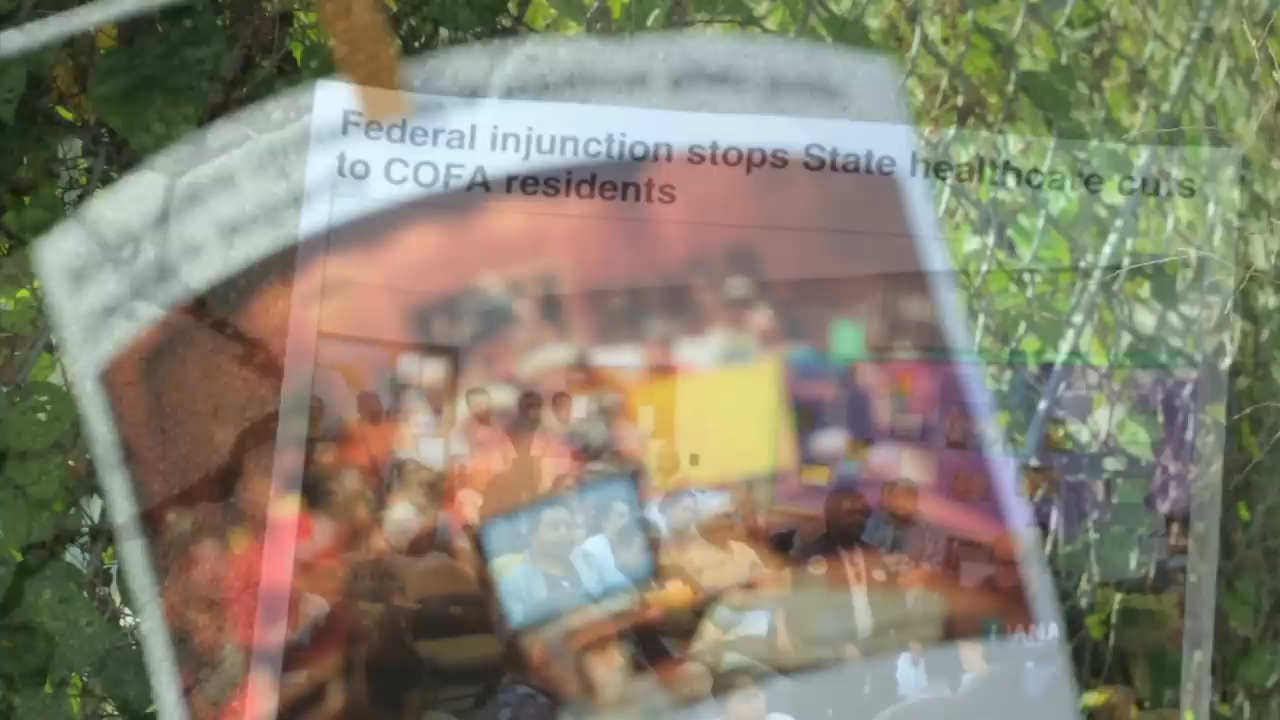 Federal injunction stops State healthcare cuts
to COFA residents